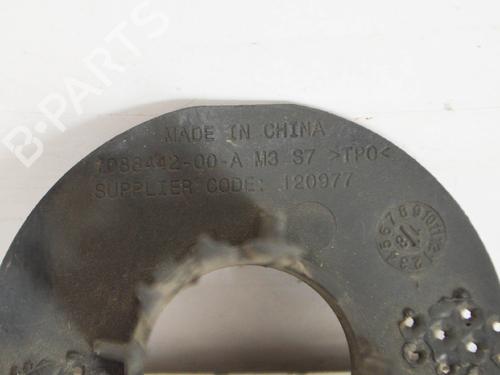 MADE IN CHINA
1088442-00-A M3 S7 >TPO<
SUPPLIER CODE: 120977
B-PARTS